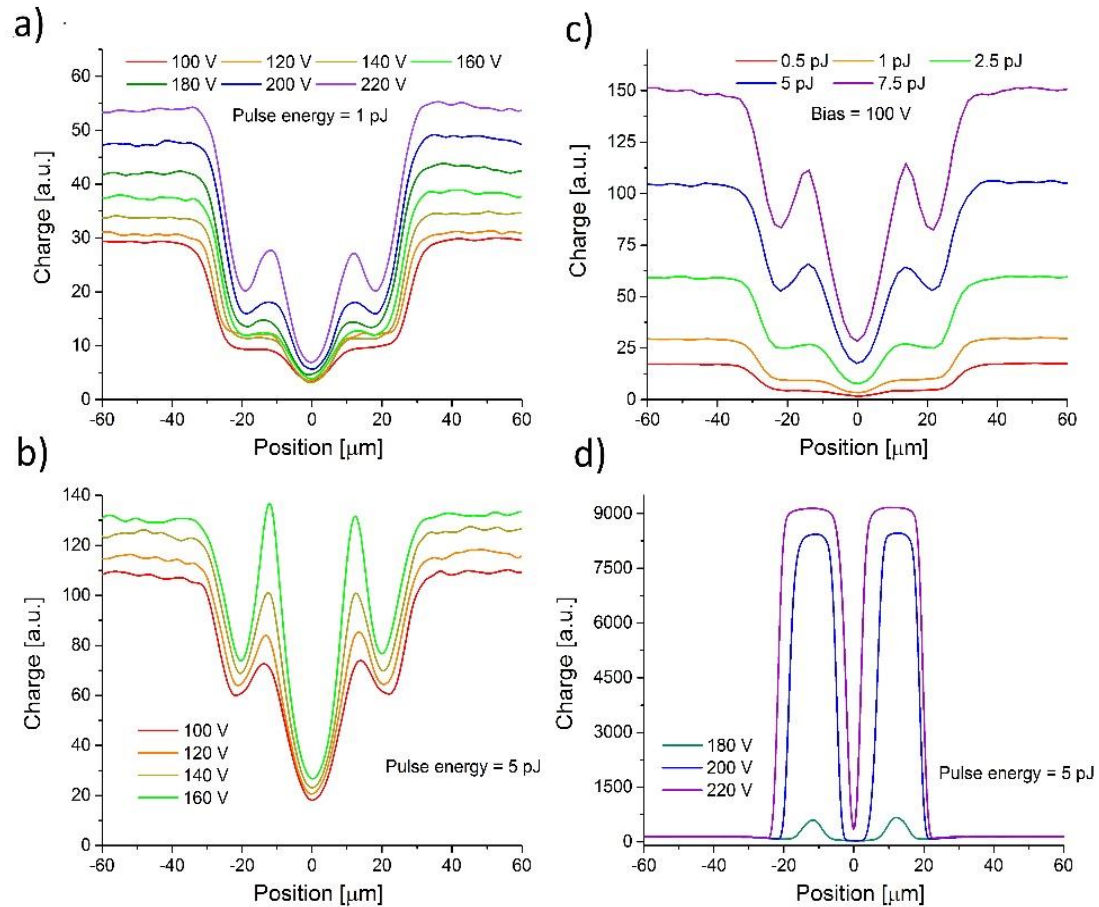 a)
100 V 120 V 140 V 160 V
180 V 200 V 220 V
Pulse energy = 1 pJ
60
50
40
30
20
10
0
Charge [a.u.]
-60 -40 -20 0 20 40 60
Position [μm]
c)
0.5 pJ 1 pJ 2.5 pJ
5 pJ 7.5 pJ
Bias = 100 V
150
125
100
75
50
25
0
Charge [a.u.]
-60 -40 -20 0 20 40 60
Position [μm]
b)
140
120
100
80
60
40
20
0
Charge [a.u.]
100 V
120 V
140 V
160 V
Pulse energy = 5 pJ
-60 -40 -20 0 20 40 60
Position [μm]
d)
9000
7500
6000
4500
3000
1500
0
Charge [a.u.]
180 V
200 V
220 V
Pulse energy = 5 pJ
-60 -40 -20 0 20 40 60
Position [μm]